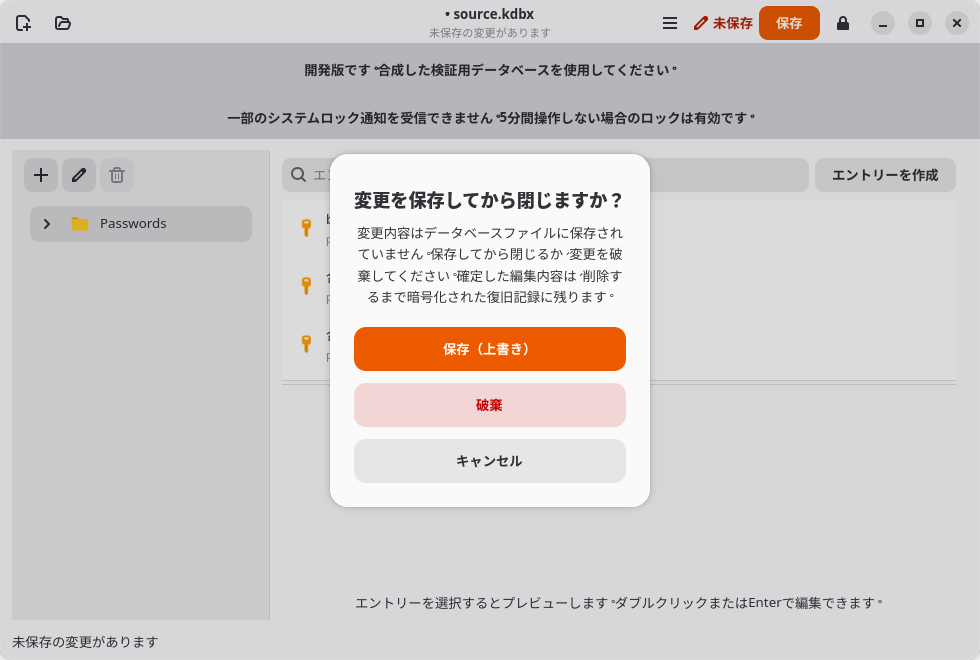 • source.kdbx
未保存の変更があります
未保存
保存
開発版です。合成した検証用データベースを使用してください。
一部のシステムロック通知を受信できません。5分間操作しない場合のロックは有効です。
エントリーを作成
Passwords
変更を保存してから閉じますか？
変更内容はデータベースファイルに保存され
ていません。保存してから閉じるか、変更を破
棄してください。確定した編集内容は、削除す
るまで暗号化された復旧記録に残ります。
保存（上書き）
破棄
キャンセル
エントリーを選択するとプレビューします。ダブルクリックまたはEnterで編集できます。
未保存の変更があります